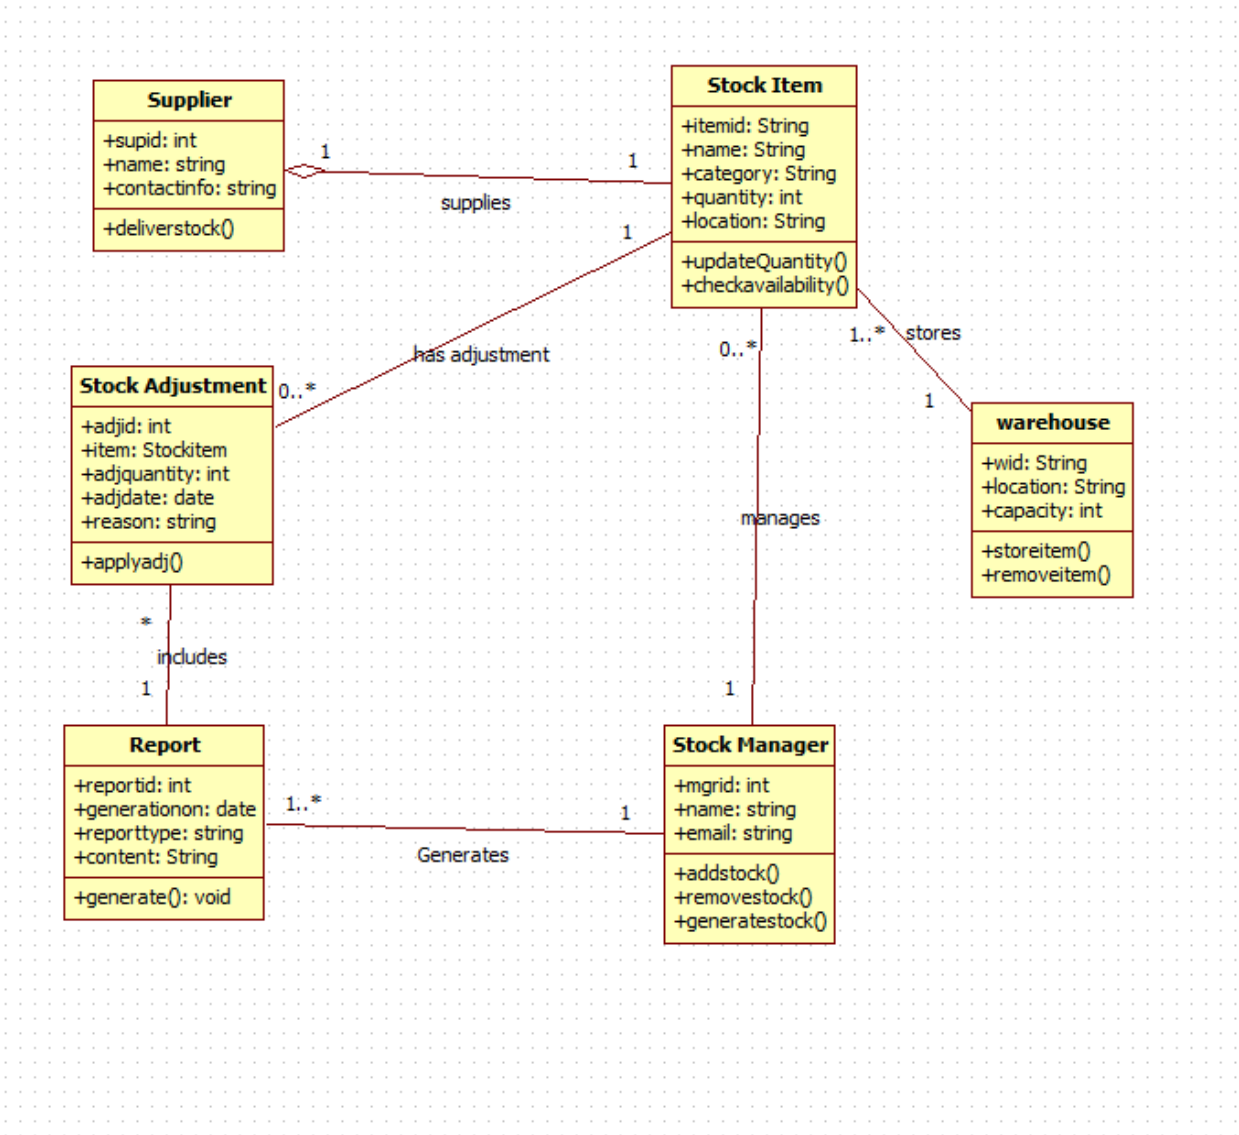 Supplier
+supid: int
+name: string
+contactinfo: string
+deliverstock()
1
1
supplies
Stock Item
+itemid: String
+name: String
+category: String
+quantity: int
+location: String
+updateQuantity()
+checkavailability()
1
has adjustment
0..*
0..*
manages
1
1..*
stores
1
Stock Adjustment
+adjid: int
+item: Stockitem
+adjquantity: int
+adjdate: date
+reason: string
+applyadj()
warehouse
+wid: String
+location: String
+capacity: int
+storeitem()
+removeitem()
*
includes
1
Report
+reportid: int
+generationon: date
+reporttype: string
+content: String
+generate(): void
1..*
1
Generates
Stock Manager
+mgrid: int
+name: string
+email: string
+addstock()
+removestock()
+generatestock()